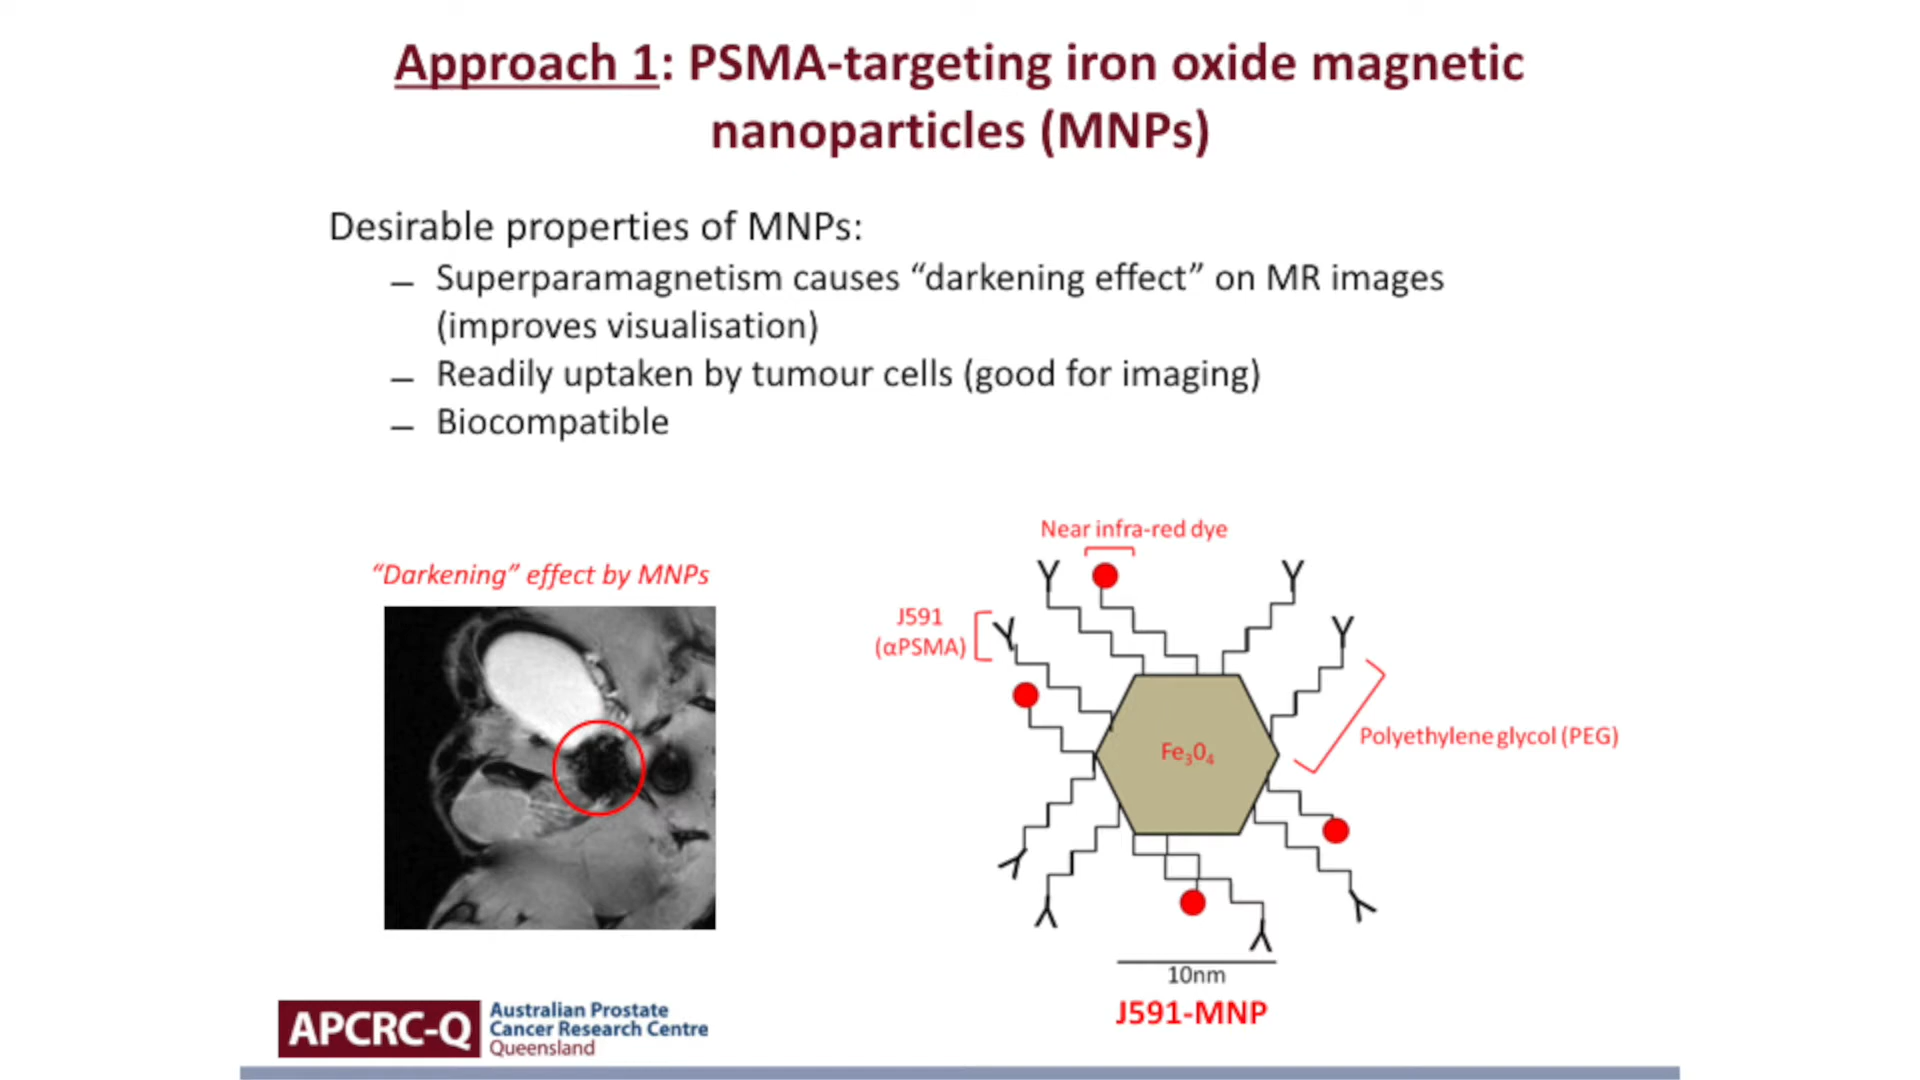 Approach 1: PSMA-targeting iron oxide magnetic
nanoparticles (MNPs)
Desirable properties of MNPs:
– Superparamagnetism causes “darkening effect” on MR images
(improves visualisation)
– Readily uptaken by tumour cells (good for imaging)
– Biocompatible
“Darkening” effect by MNPs
Near infra-red dye
J591
(αPSMA)
Fe₃0₄
Polyethylene glycol (PEG)
10nm
J591-MNP
APCRC-Q
Australian Prostate
Cancer Research Centre
Queensland